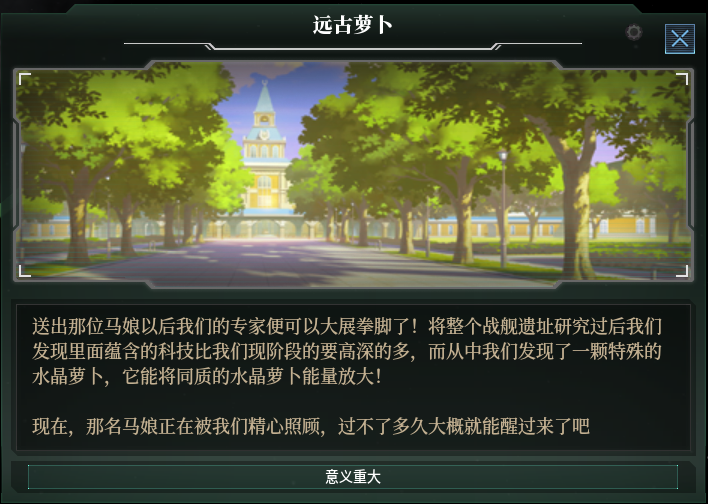 远古萝卜
送出那位马娘以后我们的专家便可以大展拳脚了！将整个战舰遗址研究过后我们
发现里面蕴含的科技比我们现阶段的要高深的多，而从中我们发现了一颗特殊的
水晶萝卜，它能将同质的水晶萝卜能量放大！
现在，那名马娘正在被我们精心照顾，过不了多久大概就能醒过来了吧
意义重大